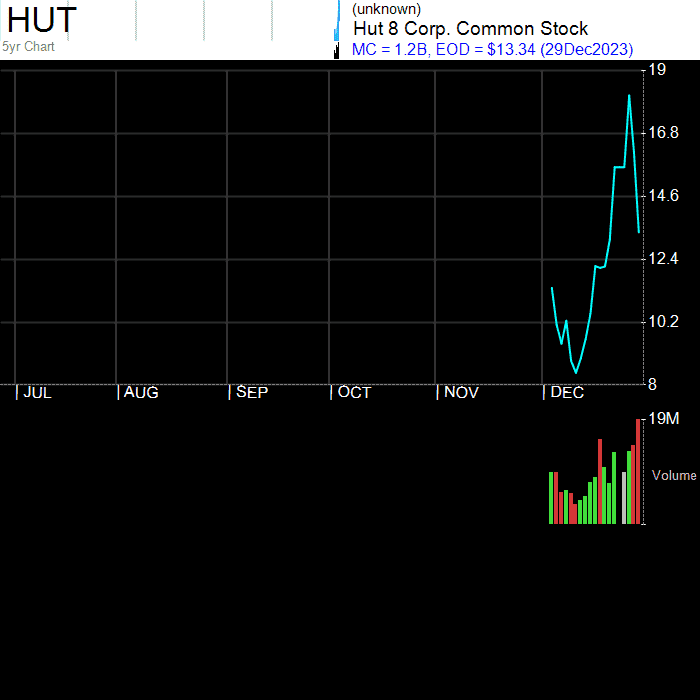 HUT
5yr Chart
(unknown)
Hut 8 Corp. Common Stock
MC = 1.2B, EOD = $13.34 (29Dec2023)
19
16.8
14.6
12.4
10.2
8
| JUL | AUG | SEP | OCT | NOV | DEC
19M
Volume